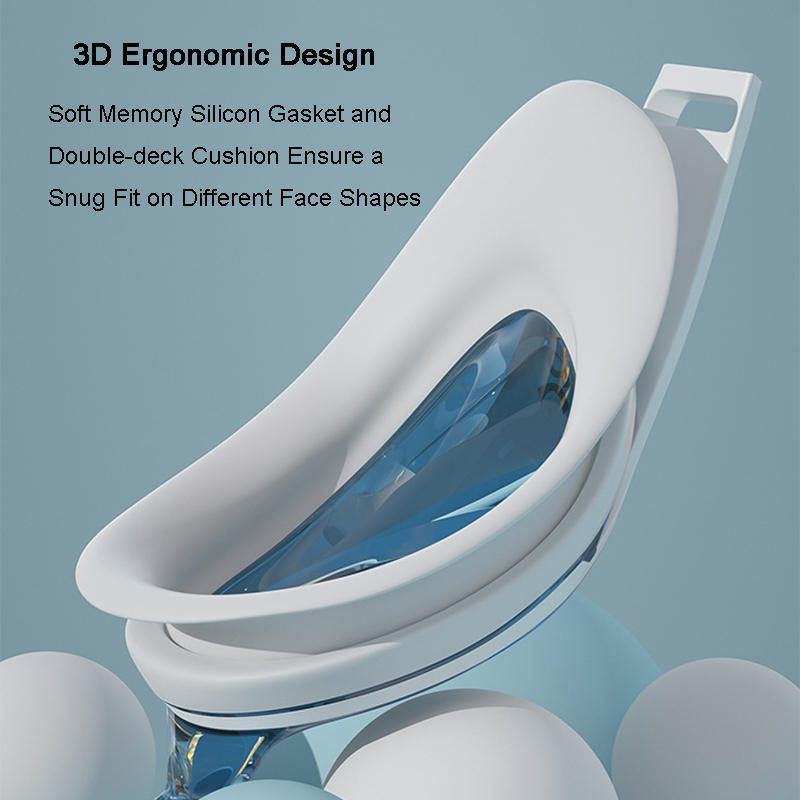 3D Ergonomic Design
Soft Memory Silicon Gasket and
Double-deck Cushion Ensure a
Snug Fit on Different Face Shapes